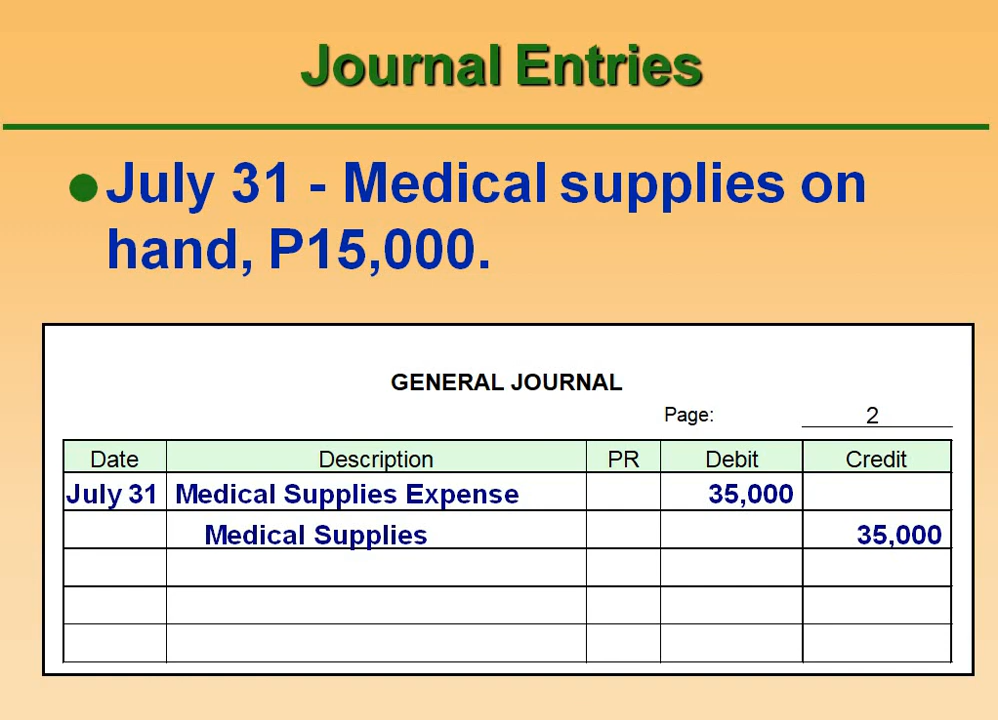 Journal Entries
July 31 - Medical supplies on
hand, P15,000.
GENERAL JOURNAL
Page: 2
Date Description PR Debit Credit
July 31 Medical Supplies Expense 35,000
Medical Supplies 35,000